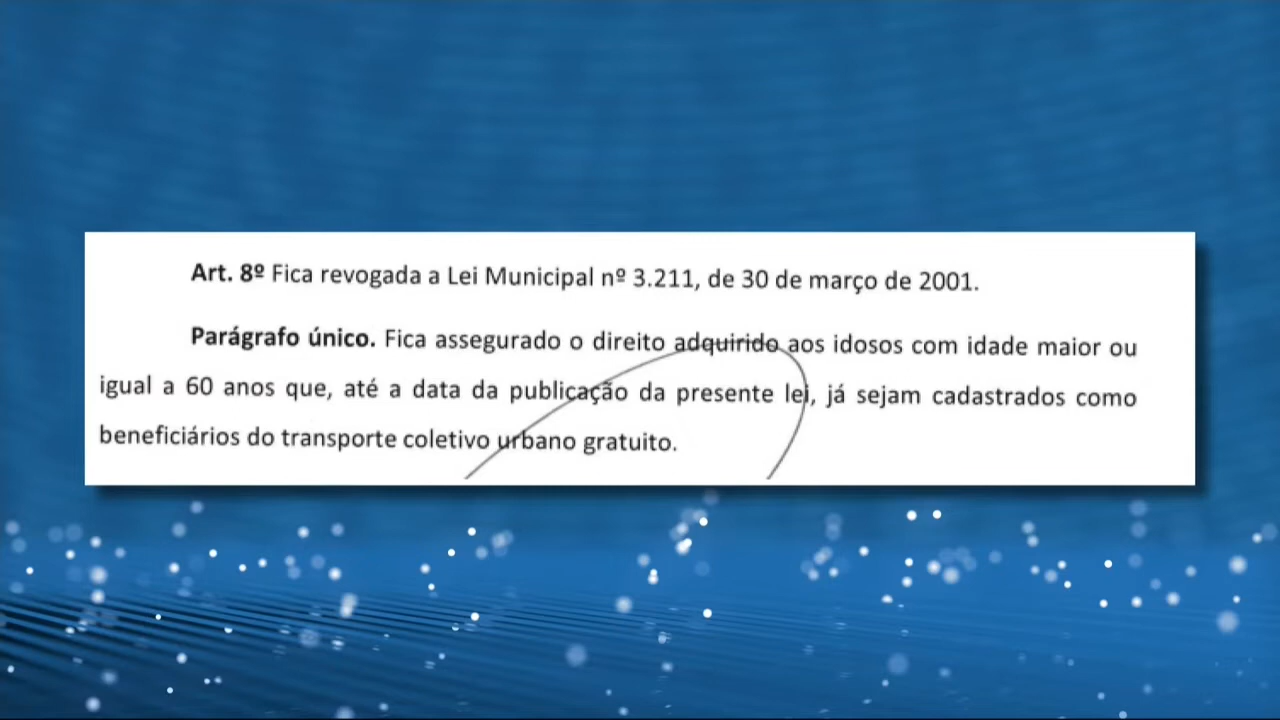 Art. 8º Fica revogada a Lei Municipal nº 3.211, de 30 de março de 2001.
Parágrafo único. Fica assegurado o direito adquirido aos idosos com idade maior ou
igual a 60 anos que, até a data da publicação da presente lei, já sejam cadastrados como
beneficiários do transporte coletivo urbano gratuito.